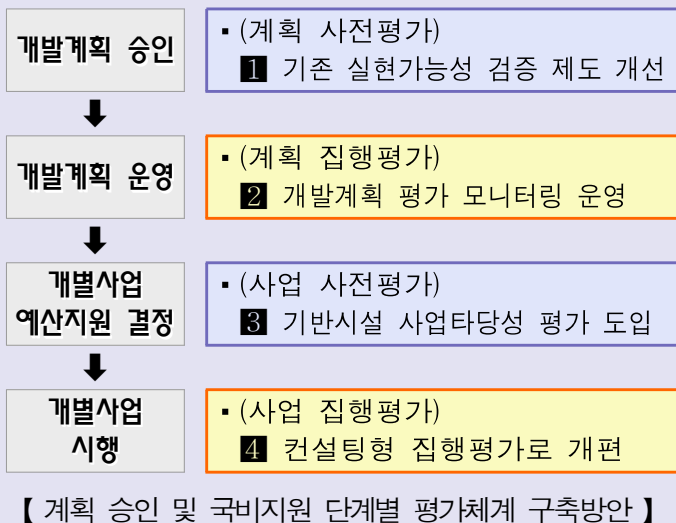 개발계획 승인
▪(계획 사전평가)
1 기존 실현가능성 검증 제도 개선
개발계획 운영
▪(계획 집행평가)
2 개발계획 평가 모니터링 운영
개별사업
예산지원 결정
▪(사업 사전평가)
3 기반시설 사업타당성 평가 도입
개별사업
시행
▪(사업 집행평가)
4 컨설팅형 집행평가로 개편
【 계획 승인 및 국비지원 단계별 평가체계 구축방안 】